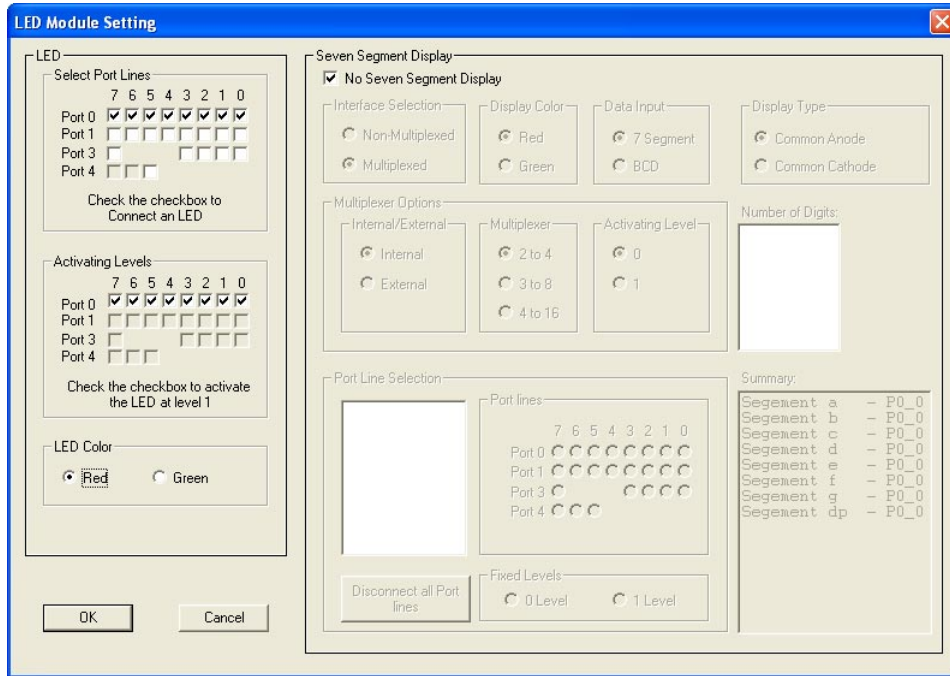 LED Module Setting
LED
Select Port Lines
7 6 5 4 3 2 1 0
Port 0
Port 1
Port 3
Port 4
Check the checkbox to
Connect an LED
Activating Levels
7 6 5 4 3 2 1 0
Port 0
Port 1
Port 3
Port 4
Check the checkbox to activate
the LED at level 1
LED Color
Red Green
OK Cancel
Seven Segment Display
No Seven Segment Display
Interface Selection
Non-Multiplexed
Multiplexed
Display Color
Red
Green
Data Input
7 Segment
BCD
Display Type
Common Anode
Common Cathode
Multiplexer Options
Internal/External
Internal
External
Multiplexer
2 to 4
3 to 8
4 to 16
Activating Level
0
1
Number of Digits:
Port Line Selection
Port lines
7 6 5 4 3 2 1 0
Port 0
Port 1
Port 3
Port 4
Disconnect all Port
lines
Fixed Levels
0 Level 1 Level
Summary:
Segement a - P0_0
Segement b - P0_0
Segement c - P0_0
Segement d - P0_0
Segement e - P0_0
Segement f - P0_0
Segement g - P0_0
Segement dp - P0_0